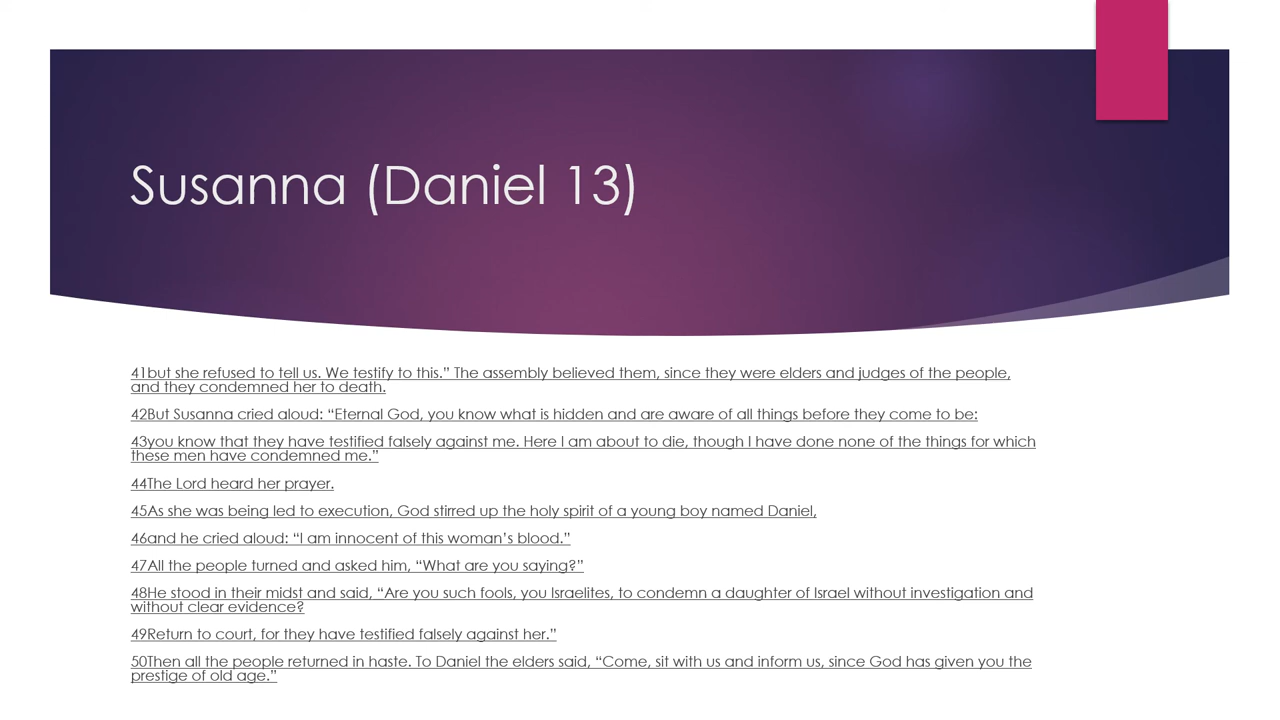 Susanna (Daniel 13)
41but she refused to tell us. We testify to this.” The assembly believed them, since they were elders and judges of the people,
and they condemned her to death.
42But Susanna cried aloud: “Eternal God, you know what is hidden and are aware of all things before they come to be:
43you know that they have testified falsely against me. Here I am about to die, though I have done none of the things for which
these men have condemned me.”
44The Lord heard her prayer.
45As she was being led to execution, God stirred up the holy spirit of a young boy named Daniel,
46and he cried aloud: “I am innocent of this woman’s blood.”
47All the people turned and asked him, “What are you saying?”
48He stood in their midst and said, “Are you such fools, you Israelites, to condemn a daughter of Israel without investigation and
without clear evidence?
49Return to court, for they have testified falsely against her.”
50Then all the people returned in haste. To Daniel the elders said, “Come, sit with us and inform us, since God has given you the
prestige of old age.”